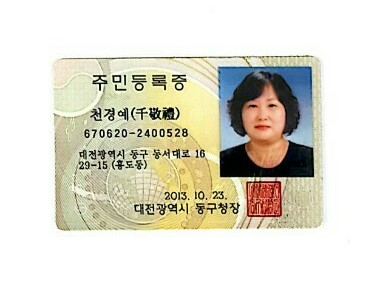 주민등록증
천경예(千敬禮)
670620-2400528
대전광역시 동구 동서대로 16
29-15 (홍도동)
2013.10.23.
대전광역시 동구청장